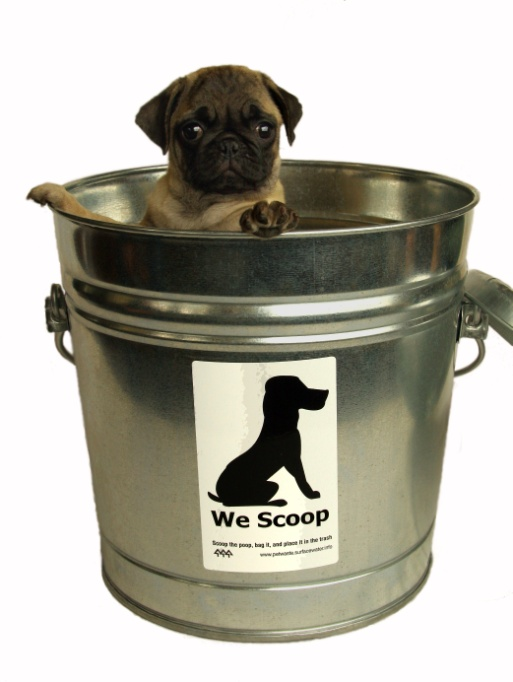 We Scoop
Scoop the poop, bag it, and place it in the trash
www.petwaste.surfacewater.info